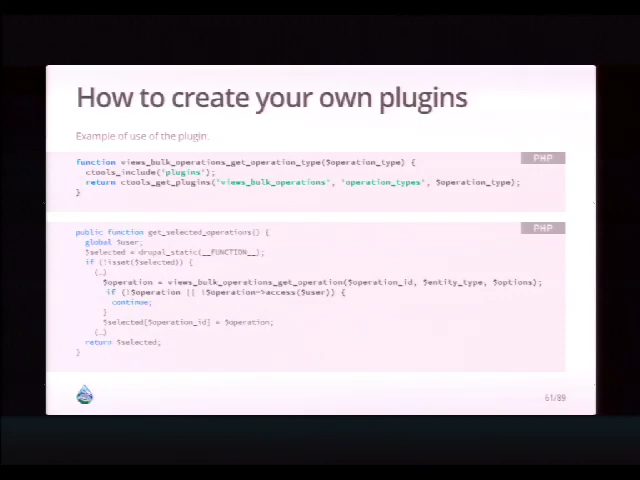 How to create your own plugins
Example of use of the plugin.
PHP
function views_bulk_operations_get_operation_type($operation_type) {
ctools_include('plugins');
return ctools_get_plugins('views_bulk_operations', 'operation_types', $operation_type);
}
PHP
public function get_selected_operations() {
global $user;
$selected = drupal_static(__FUNCTION__);
if (!isset($selected)) {
(…)
$operation = views_bulk_operations_get_operation($operation_id, $entity_type, $options);
if (!$operation || !$operation->access($user)) {
continue;
}
$selected[$operation_id] = $operation;
(…)
return $selected;
}
61/89